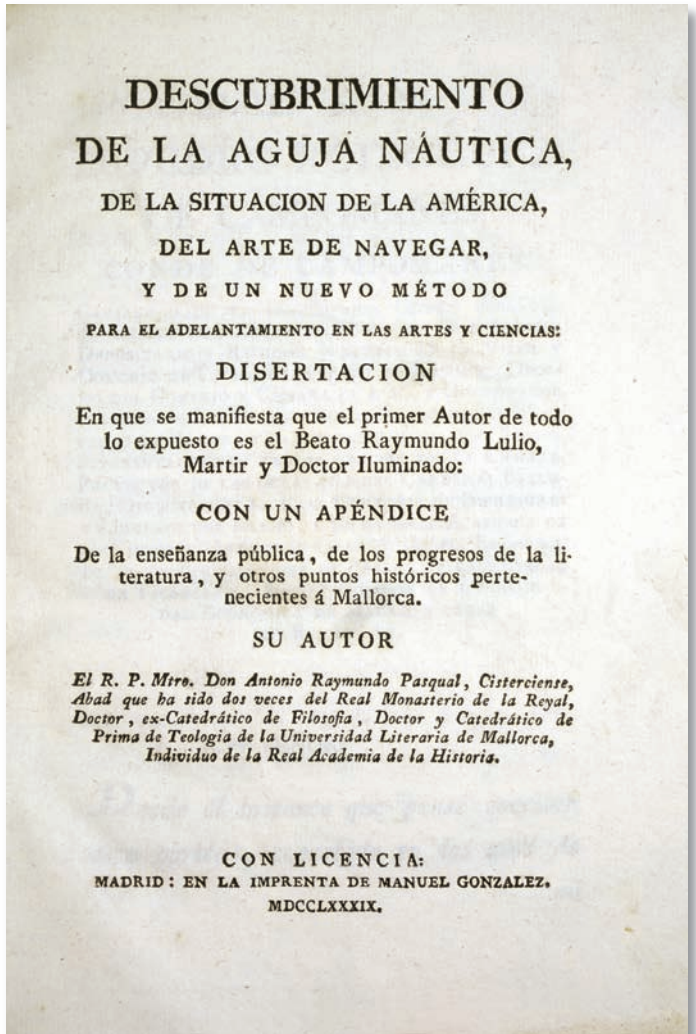 DESCUBRIMIENTO
DE LA AGUJA NÁUTICA,
DE LA SITUACION DE LA AMÉRICA,
DEL ARTE DE NAVEGAR,
Y DE UN NUEVO MÉTODO
PARA EL ADELANTAMIENTO EN LAS ARTES Y CIENCIAS:
DISERTACION
En que se manifiesta que el primer Autor de todo
lo expuesto es el Beato Raymundo Lulio,
Martir y Doctor Iluminado:
CON UN APÉNDICE
De la enseñanza pública, de los progresos de la li-
teratura, y otros puntos históricos perte-
necientes á Mallorca.
SU AUTOR
El R. P. Mtro. Don Antonio Raymundo Pasqual, Cisterciense,
Abad que ha sido dos veces del Real Monasterio de la Reyal,
Doctor, ex-Catedrático de Filosofia, Doctor y Catedrático de
Prima de Teologia de la Universidad Literaria de Mallorca,
Individuo de la Real Academia de la Historia.
CON LICENCIA:
MADRID: EN LA IMPRENTA DE MANUEL GONZALEZ.
MDCCLXXXIX.